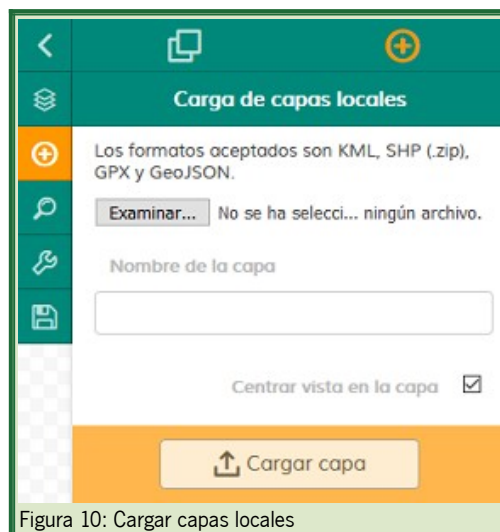 Carga de capas locales
Los formatos aceptados son KML, SHP (.zip),
GPX y GeoJSON.
Examinar... No se ha selecci... ningún archivo.
Nombre de la capa
Centrar vista en la capa
Cargar capa
Figura 10: Cargar capas locales